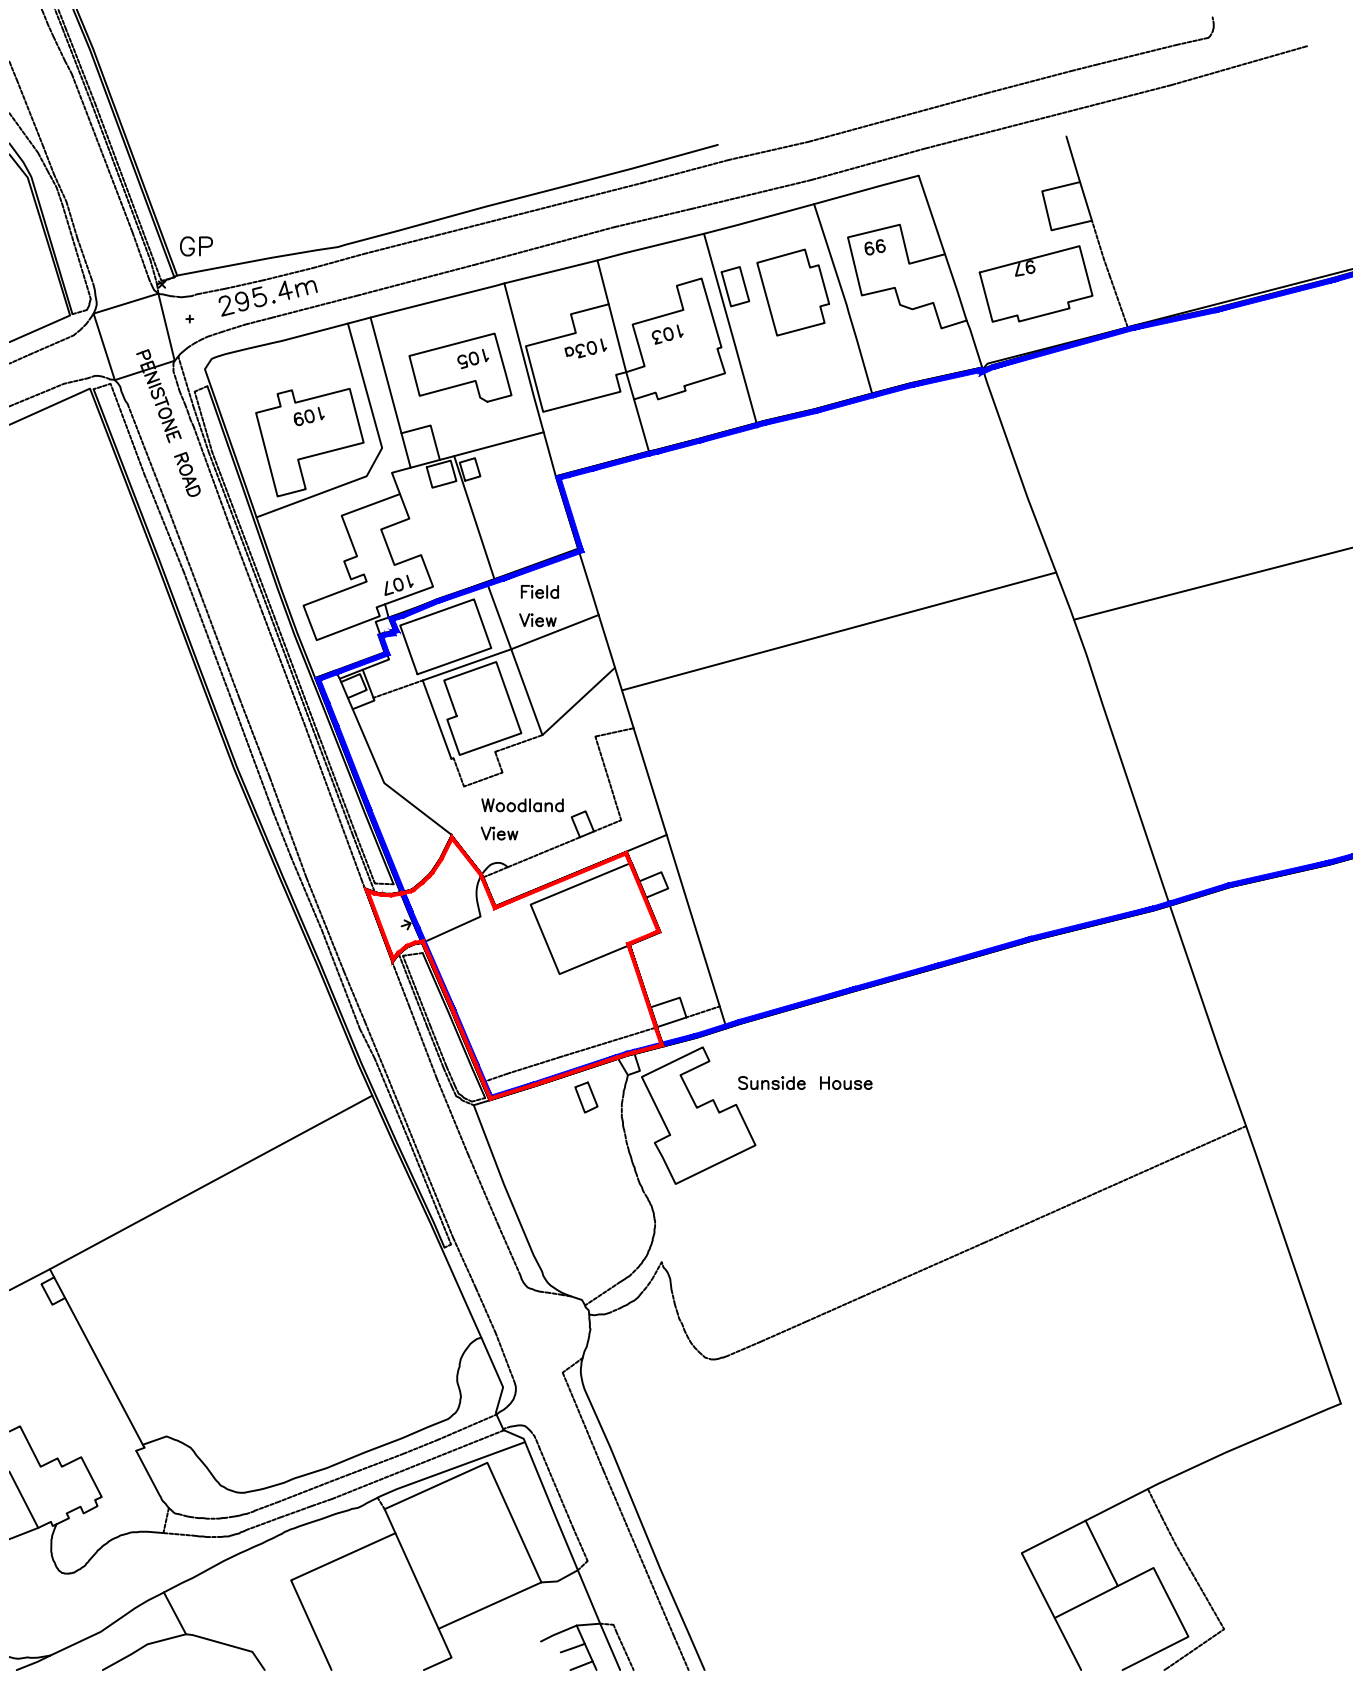 GP
295.4m
PENISTONE ROAD
99
97
103
103a
105
109
107
Field
View
Woodland
View
Sunside House